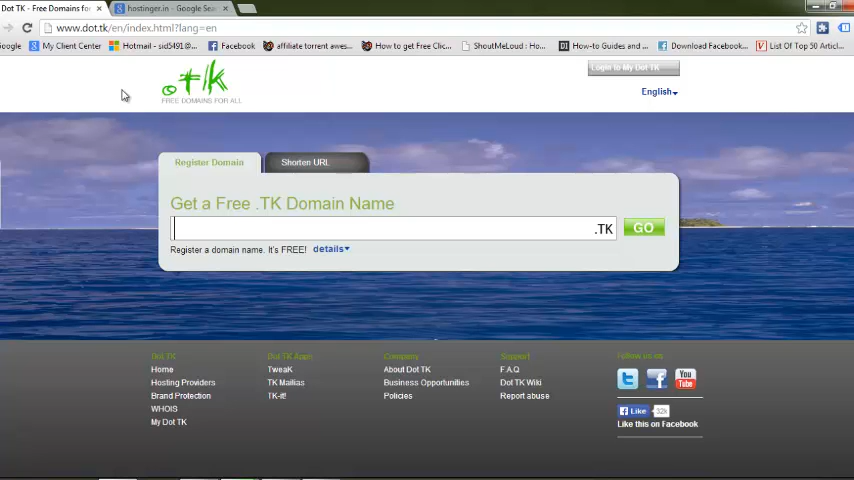 Dot TK - Free Domains for
hostinger.in - Google Sea
www.dot.tk/en/index.html?lang=en
Google
My Client Center
Hotmail - sid5491@...
Facebook
affiliate torrent awes...
How to get Free Clic...
ShoutMeLoud : Ho...
How-to Guides and ...
Download Facebook...
List Of Top 50 Articl...
.TK
FREE DOMAINS FOR ALL
Login to My Dot TK
English
Register Domain
Shorten URL
Get a Free .TK Domain Name
.TK
GO
Register a domain name. It's FREE! details
Dot TK
Home
Hosting Providers
Brand Protection
WHOIS
My Dot TK
Dot TK Apps
TweaK
TK Mailias
TK-it!
Company
About Dot TK
Business Opportunities
Policies
Support
F.A.Q
Dot TK Wiki
Report abuse
Follow us on:
You
Tube
Like 32k
Like this on Facebook